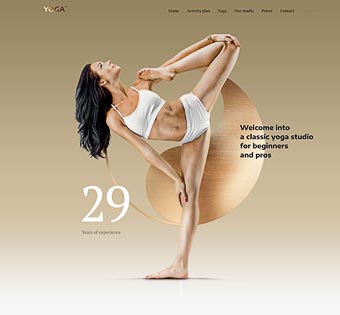 YOGA
Home Activity plan Yoga Our studio Prices Contact
Welcome into
a classic yoga studio
for beginners
and pros
29
Years of experience